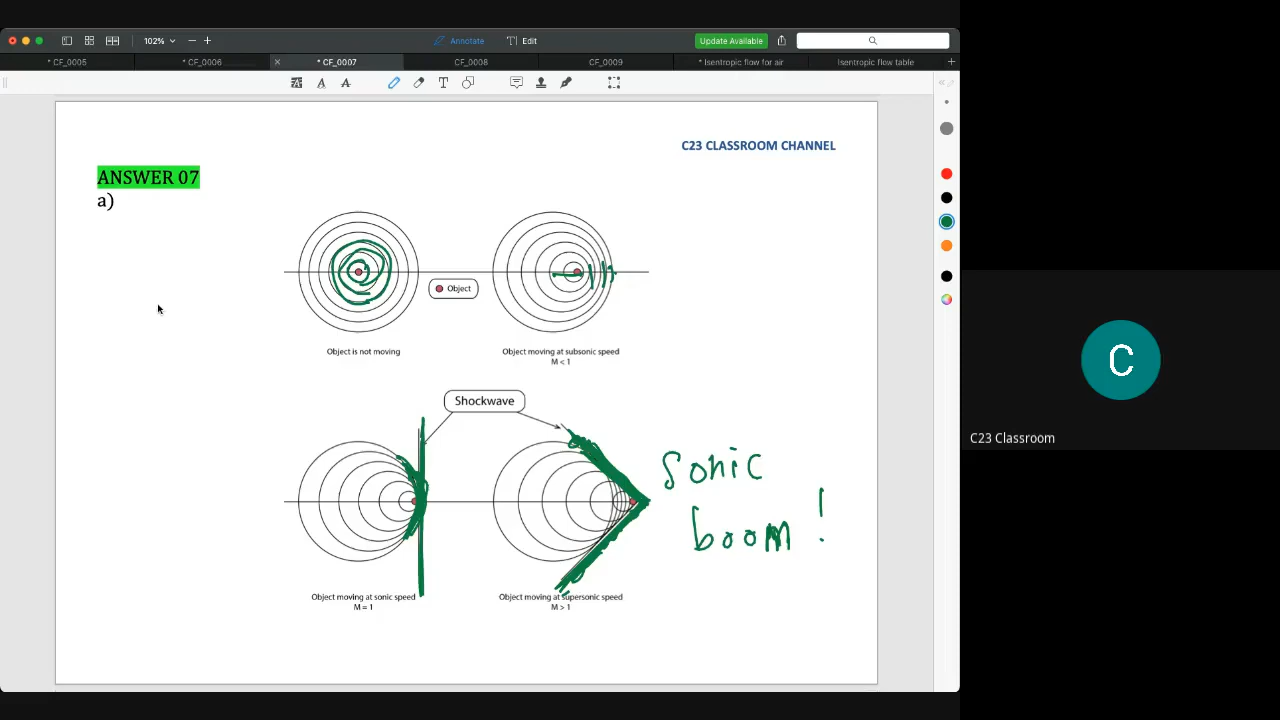 102%
Annotate
T Edit
Update Available
* CF_0005
* CF_0006
* CF_0007
CF_0008
CF_0009
* Isentropic flow for air
Isentropic flow table
C23 CLASSROOM CHANNEL
ANSWER 07
a)
Object
Object is not moving
Object moving at subsonic speed
M < 1
Shockwave
Sonic
boom!
Object moving at sonic speed
M = 1
Object moving at supersonic speed
M > 1
C
C23 Classroom